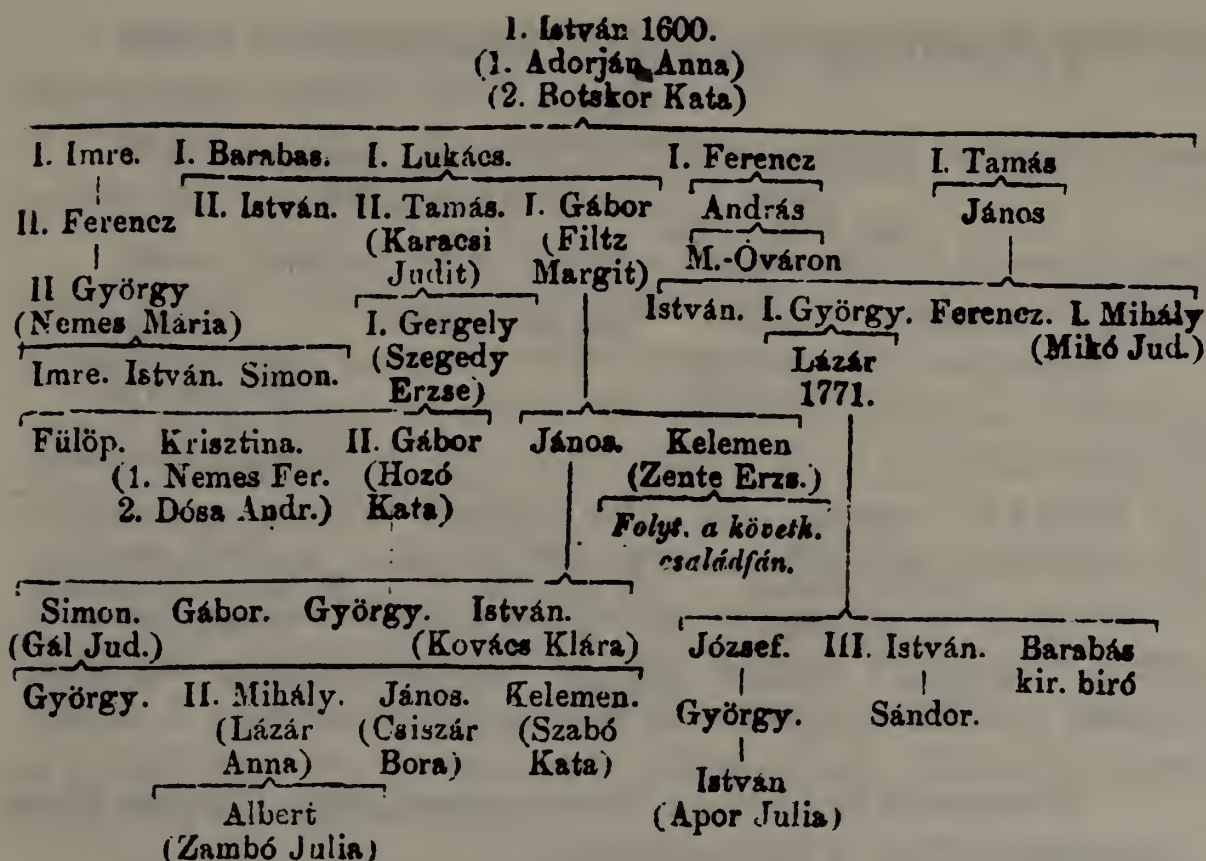 I. István 1600.
(1. Adorján Anna)
(2. Botskor Kata)
I. Imre. I. Barabas. I. Lukács. I. Ferencz I. Tamás
II. Ferencz II. István. II. Tamás. I. Gábor András János
(Karacsi (Filtz M.-Óváron
Judit) Margit)
II György István. I. György. Ferencz. I. Mihály
(Nemes Mária) I. Gergely Lázár (Mikó Jud.)
(Szegedy 1771.
Imre. István. Simon. Erzse)
Fülöp. Krisztina. II. Gábor János. Kelemen
(1. Nemes Fer. (Hozó (Zente Erzs.)
2. Dósa Andr.) Kata) Folyt. a követk.
családfán.
Simon. Gábor. György. István.
(Gál Jud.) (Kovács Klára) József. III. István. Barabás
kir. biró
György. II. Mihály. János. Kelemen. György. Sándor.
(Lázár (Csiszár (Szabó
Anna) Bora) Kata) István
Albert (Apor Julia)
(Zambó Julia)